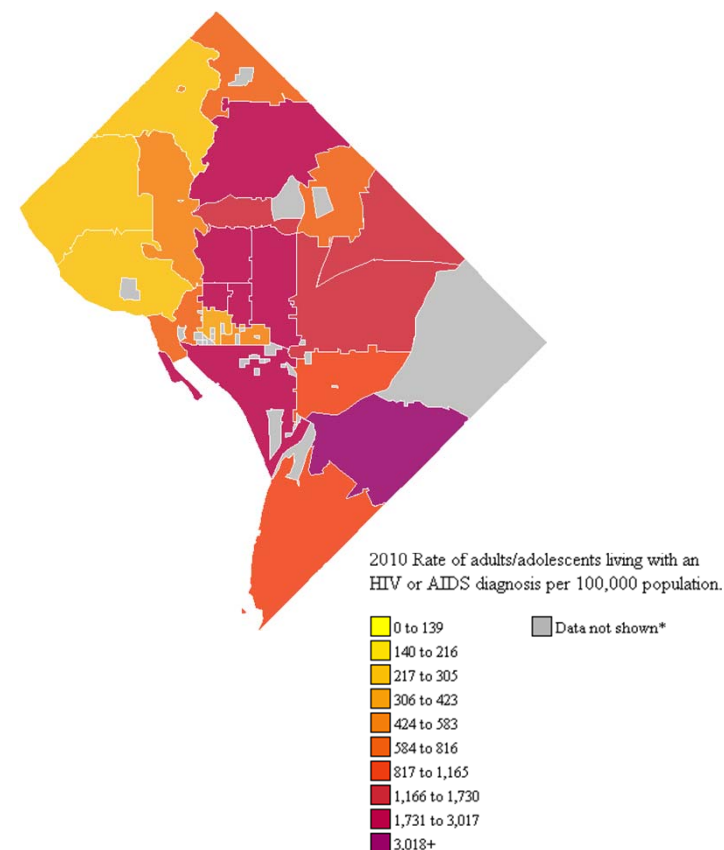 2010 Rate of adults/adolescents living with an
HIV or AIDS diagnosis per 100,000 population.
0 to 139
Data not shown*
140 to 216
217 to 305
306 to 423
424 to 583
584 to 816
817 to 1,165
1,166 to 1,730
1,731 to 3,017
3,018+